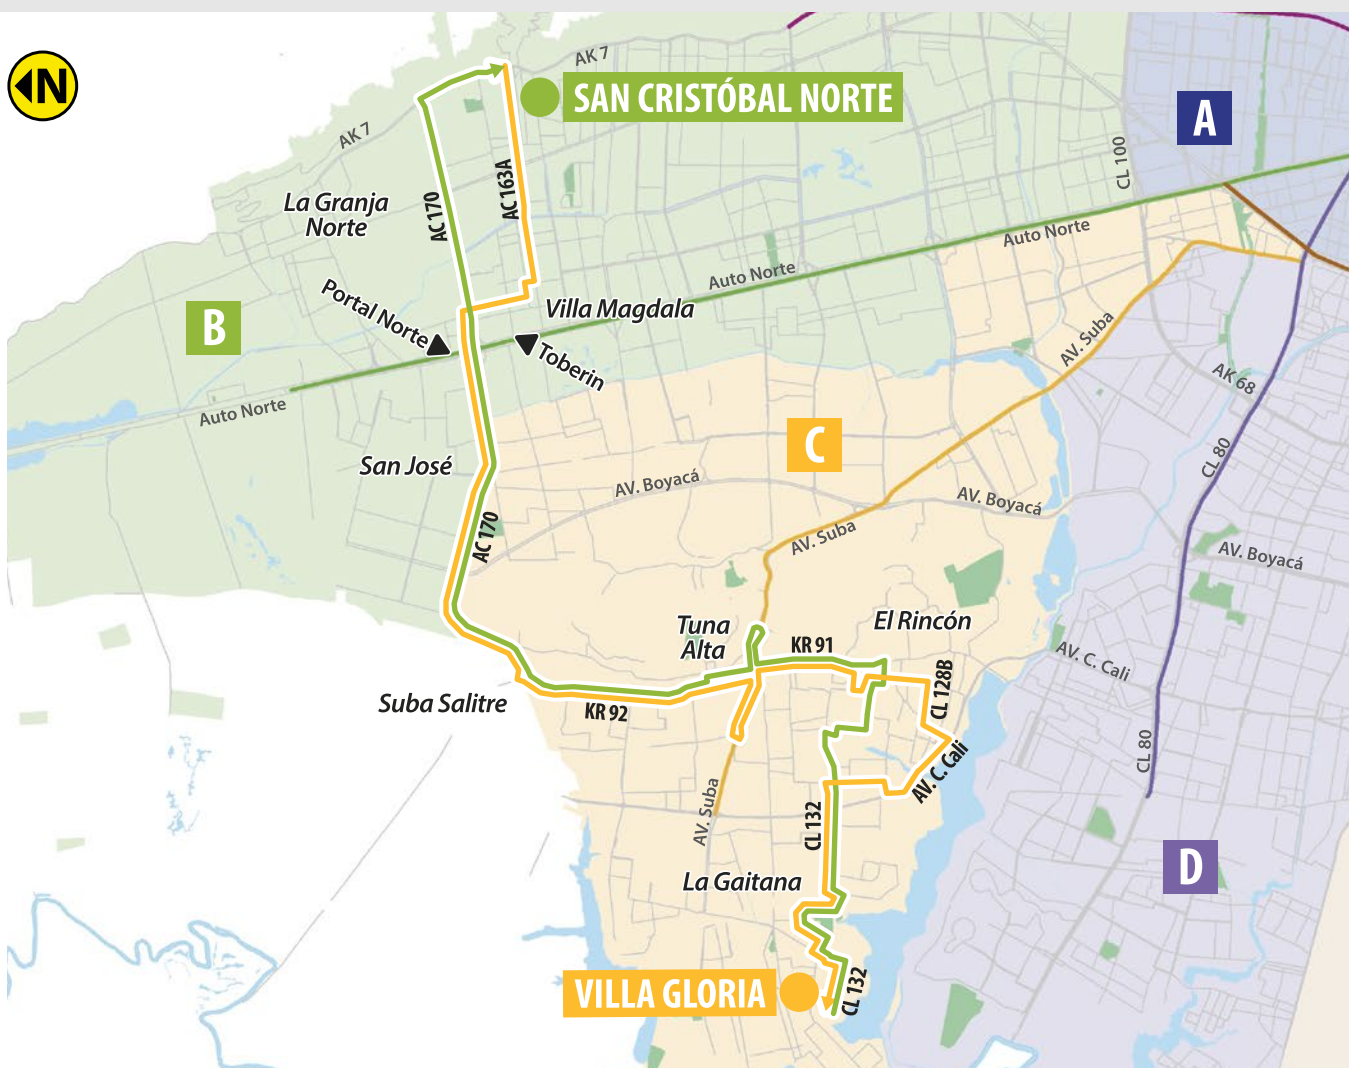 N
AK 7
SAN CRISTÓBAL NORTE
A
AK 7
CL 100
AC 163A
La Granja
Norte
AC 170
Auto Norte
Auto Norte
Portal Norte
Villa Magdala
B
Toberin
AV. Suba
AK 68
Auto Norte
C
San José
CL 80
AV. Boyacá
AV. Boyacá
AC 170
AV. Suba
AV. Boyacá
Tuna
Alta
El Rincón
KR 91
AV. C. Cali
CL 128B
Suba Salitre
KR 92
CL 80
AV. C. Cali
AV. Suba
CL 132
D
La Gaitana
VILLA GLORIA
CL 132